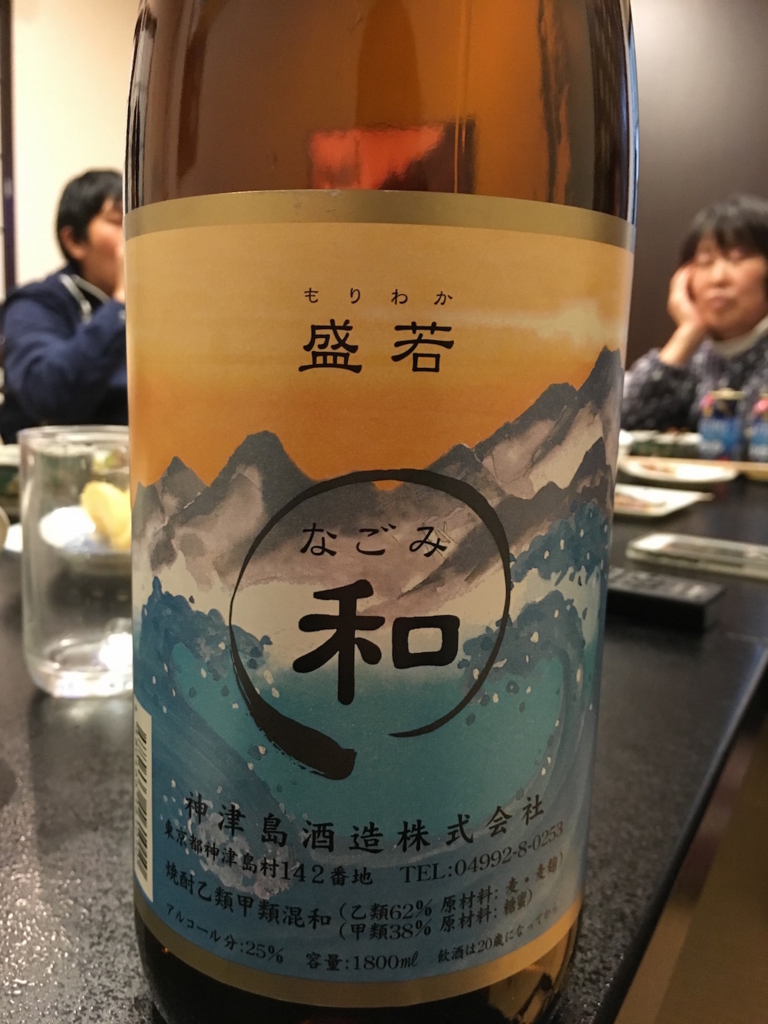 もりわか
盛若
なごみ
和
神津島酒造株式会社
東京都神津島村142番地 TEL:04992-8-0253
焼酎乙類甲類混和(乙類62% 原材料:麦・麦麹)
(甲類38% 原材料:糖蜜)
アルコール分:25% 容量:1800ml 飲酒は20歳になってから